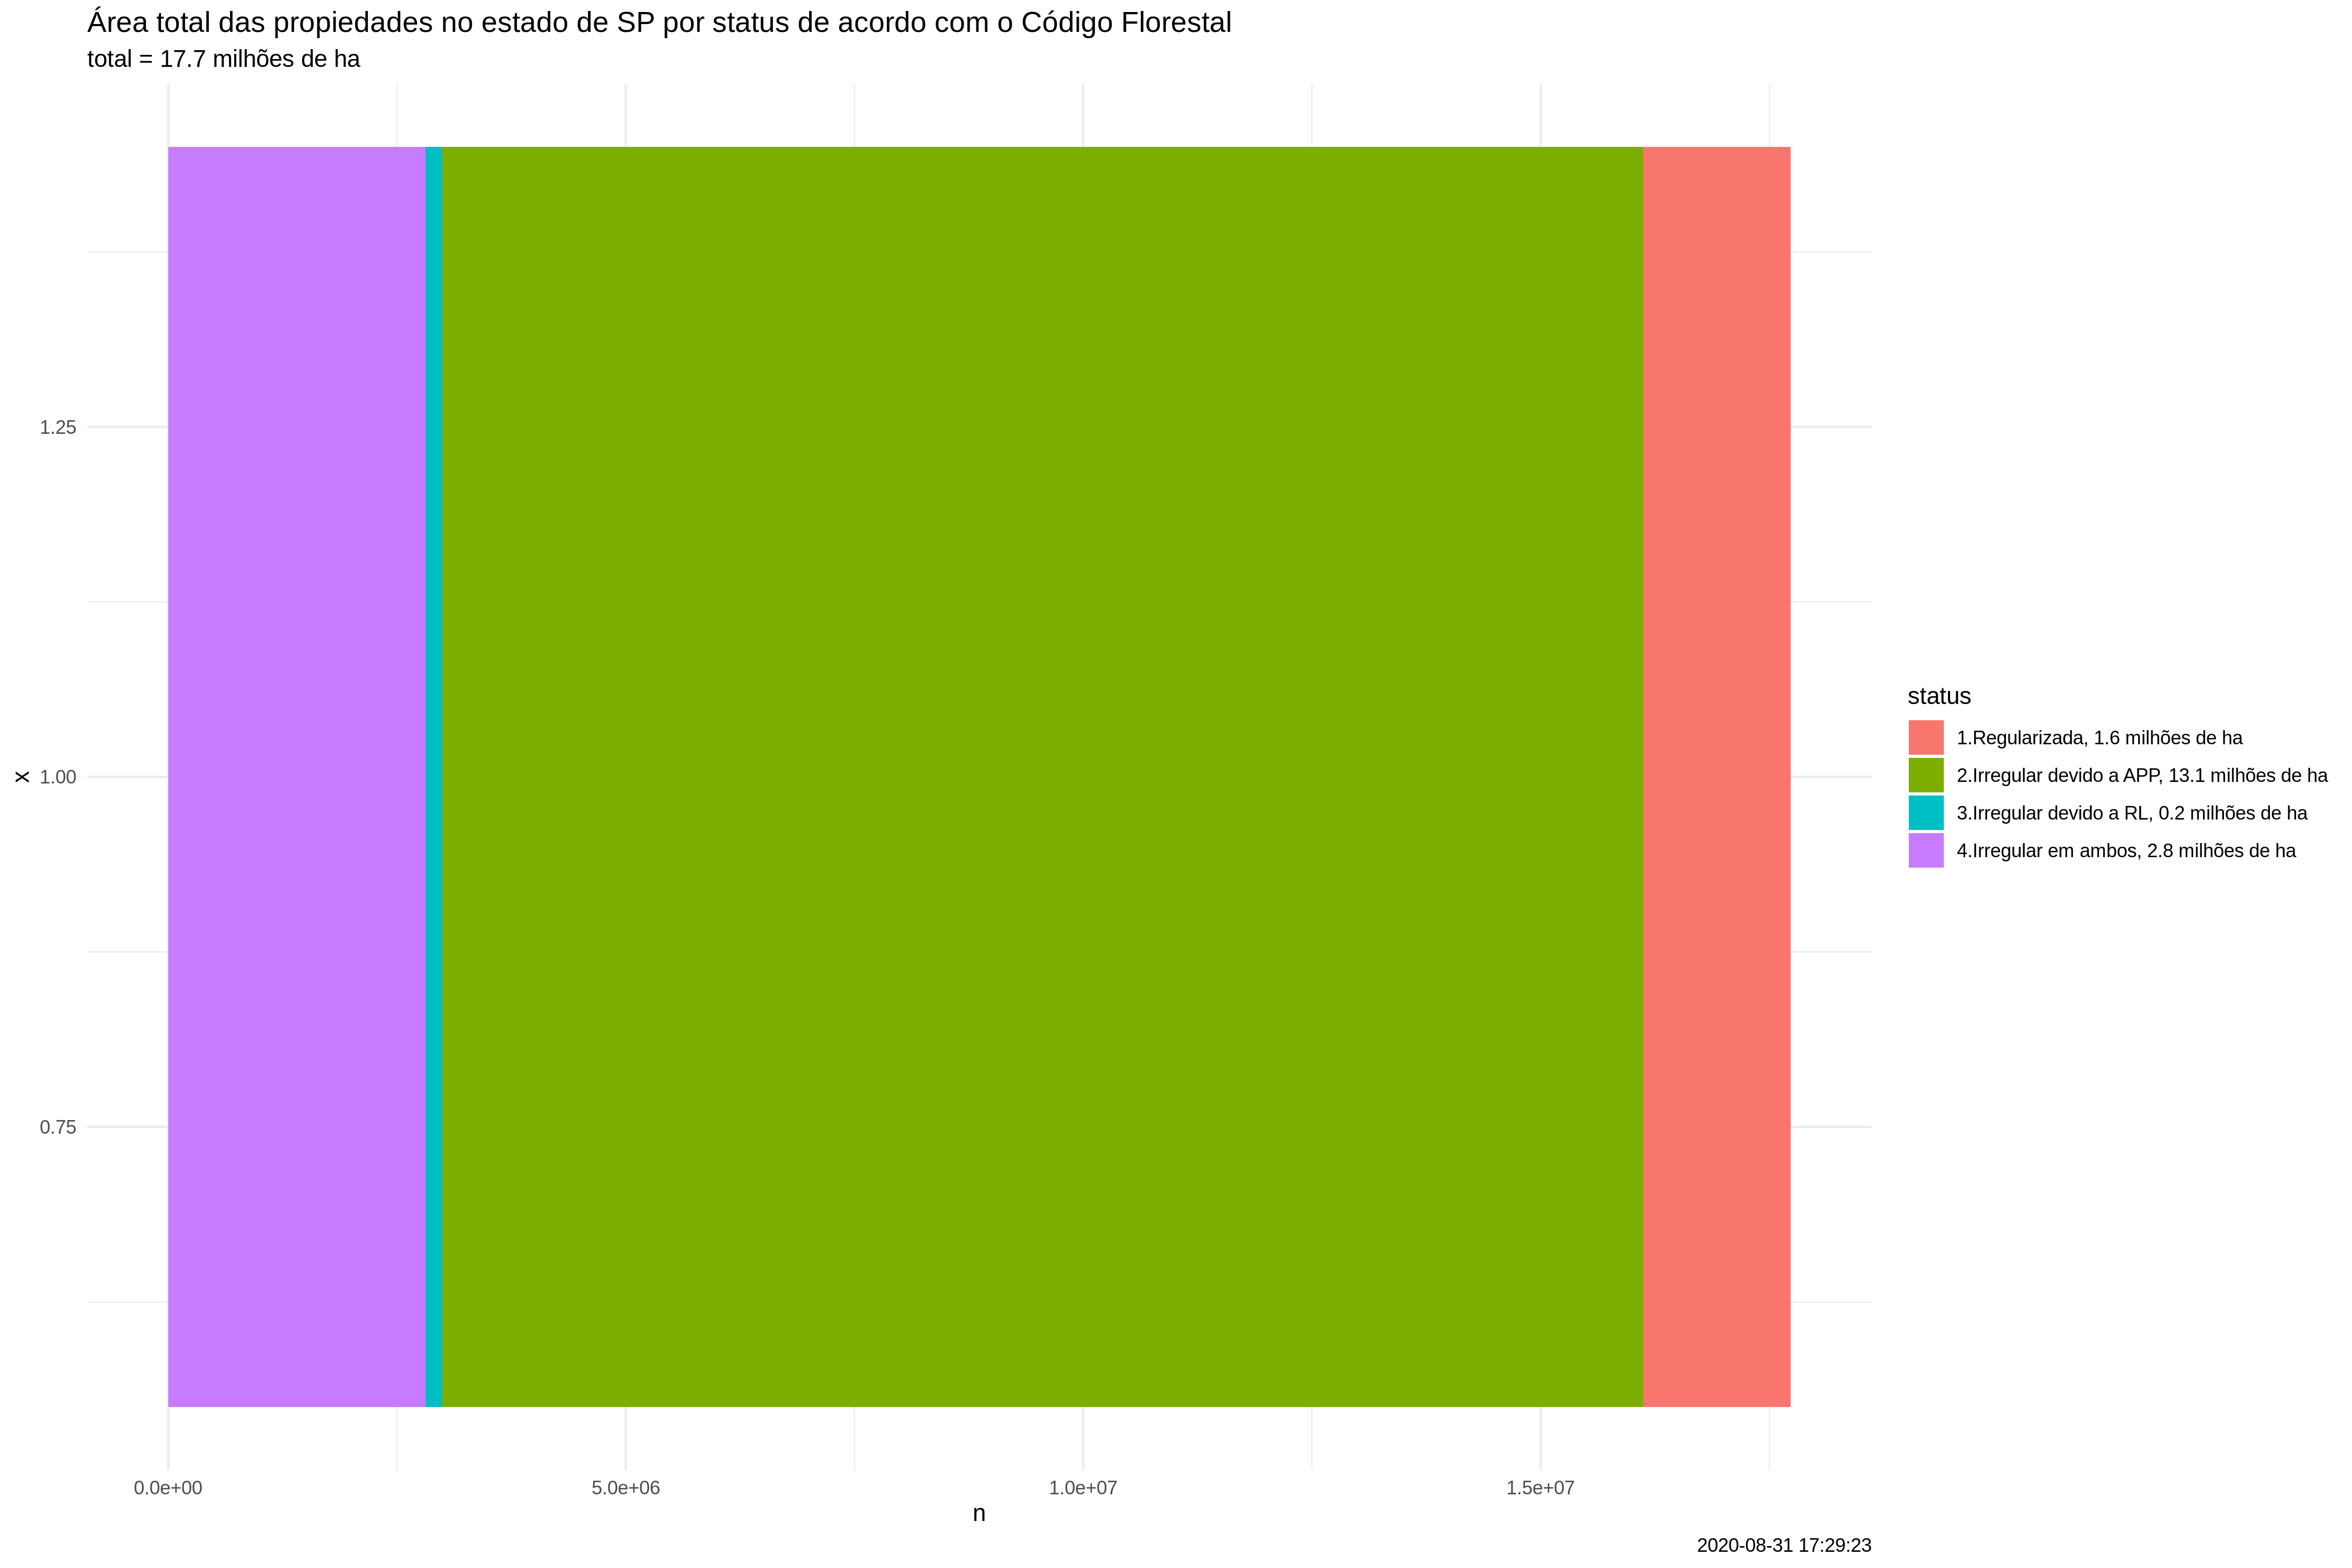 Área total das propiedades no estado de SP por status de acordo com o Código Florestal
total = 17.7 milhões de ha
1.25
1.00
0.75
x
0.0e+00
5.0e+06
1.0e+07
1.5e+07
n
status
1.Regularizada, 1.6 milhões de ha
2.Irregular devido a APP, 13.1 milhões de ha
3.Irregular devido a RL, 0.2 milhões de ha
4.Irregular em ambos, 2.8 milhões de ha
2020-08-31 17:29:23